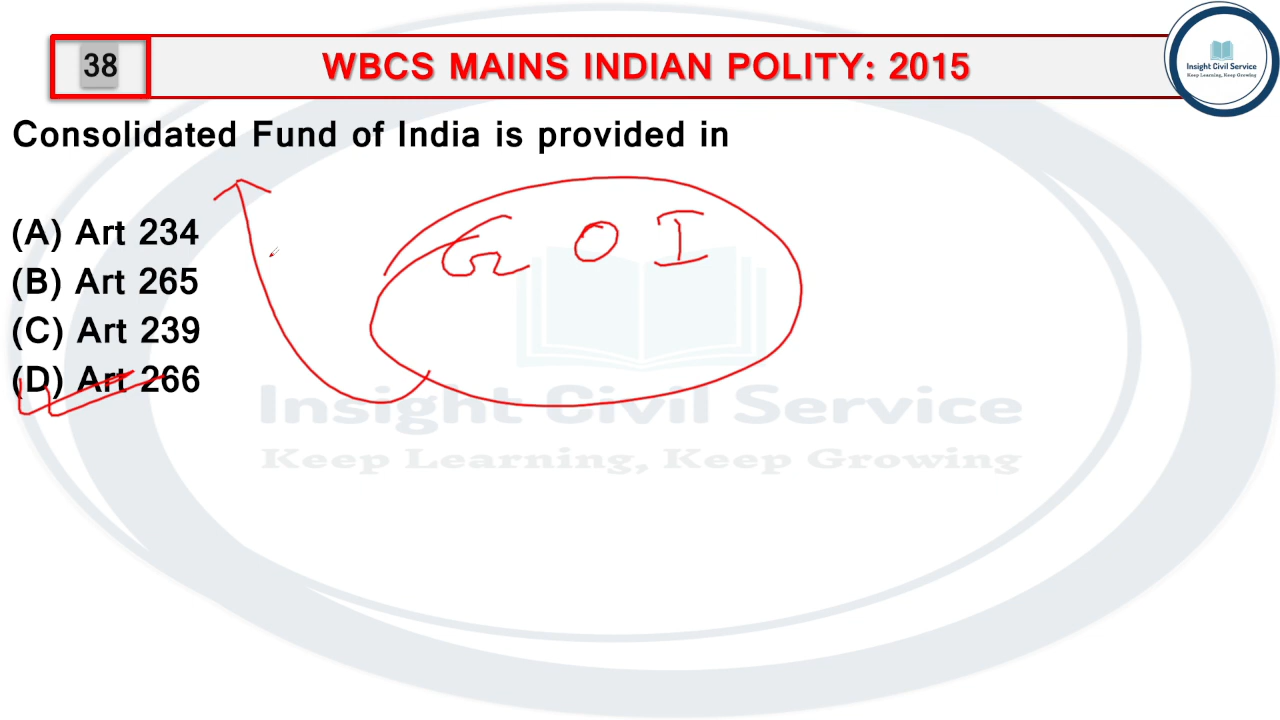 38
WBCS MAINS INDIAN POLITY: 2015
Insight Civil Service
Keep Learning, Keep Growing
Consolidated Fund of India is provided in
(A) Art 234
(B) Art 265
(C) Art 239
(D) Art 266
G O I
Insight Civil Service
Keep Learning, Keep Growing